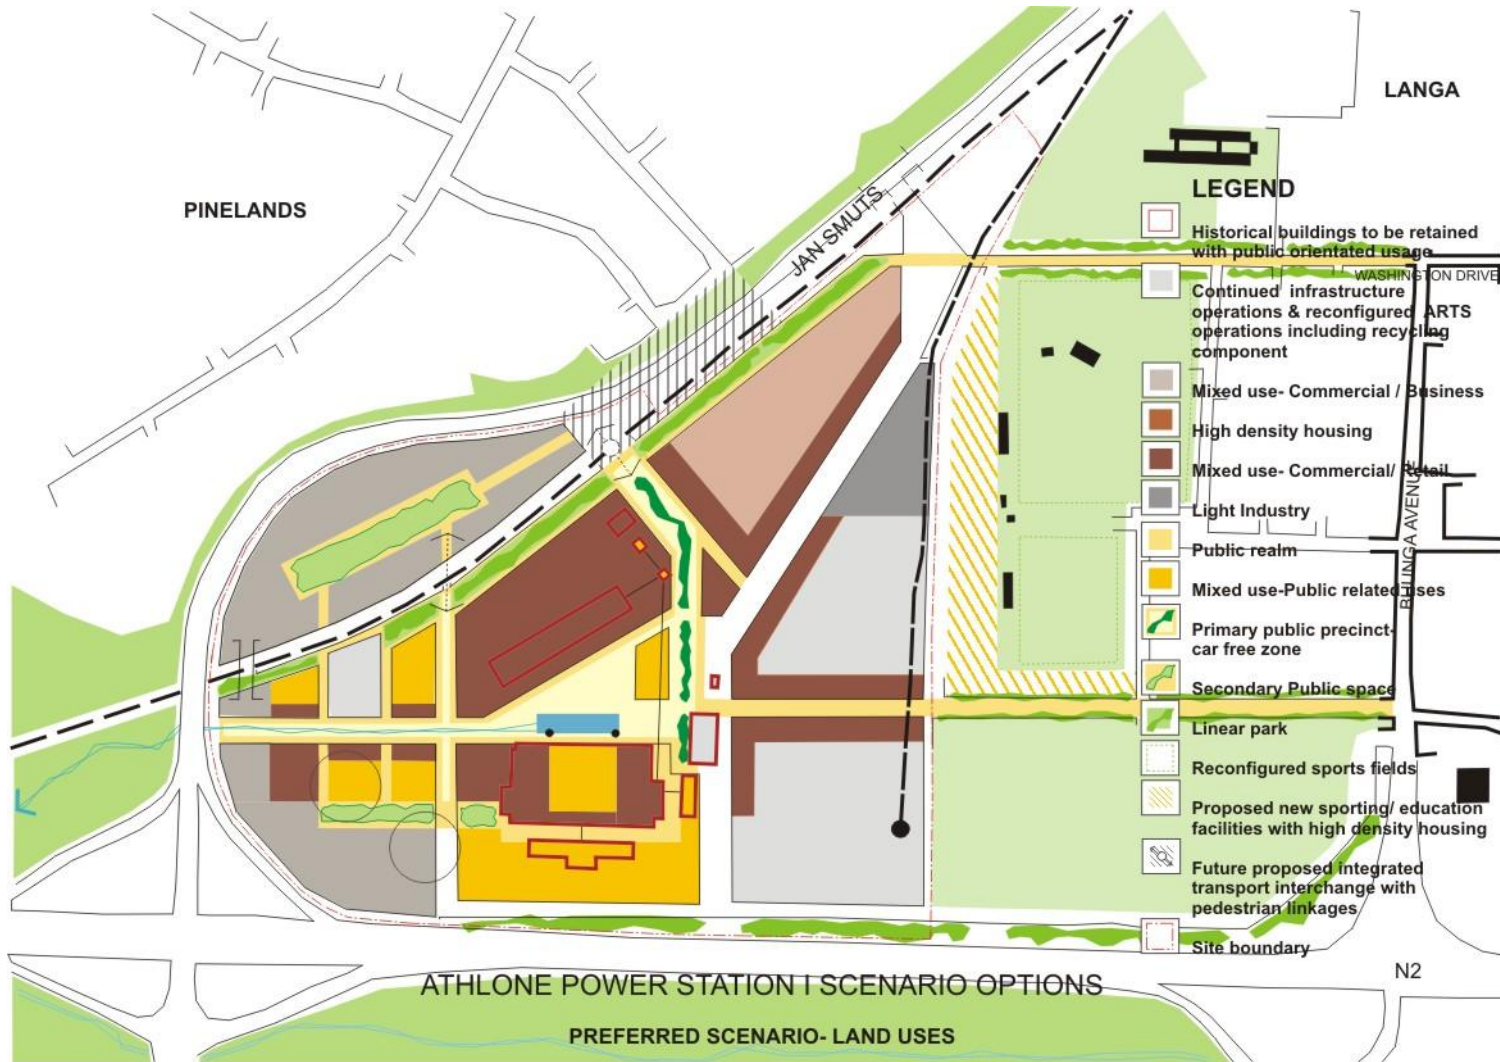 LANGA
PINELANDS
JAN SMUTS
LEGEND
Historical buildings to be retained
with public orientated usage
WASHINGTON DRIVE
Continued infrastructure
operations & reconfigured ARTS
operations including recycling
component
Mixed use- Commercial / Business
High density housing
Mixed use- Commercial/ Retail
Light Industry
Public realm
Mixed use-Public related uses
BHUNGA AVENUE
Primary public precinct-
car free zone
Secondary Public space
Linear park
Reconfigured sports fields
Proposed new sporting/ education
facilities with high density housing
Future proposed integrated
transport interchange with
pedestrian linkages
Site boundary
N2
ATHLONE POWER STATION I SCENARIO OPTIONS
PREFERRED SCENARIO- LAND USES